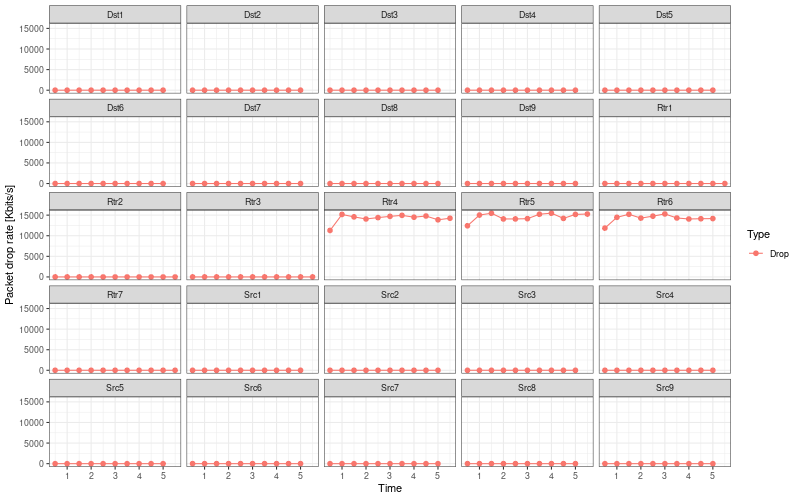 Dst1 Dst2 Dst3 Dst4 Dst5
15000
10000
5000
0
Dst6 Dst7 Dst8 Dst9 Rtr1
15000
10000
5000
0
Rtr2 Rtr3 Rtr4 Rtr5 Rtr6
15000
10000
5000
0
Rtr7 Src1 Src2 Src3 Src4
15000
10000
5000
0
Src5 Src6 Src7 Src8 Src9
15000
10000
5000
0
1 2 3 4 5 1 2 3 4 5 1 2 3 4 5 1 2 3 4 5 1 2 3 4 5
Time
Packet drop rate [Kbits/s]
Type
Drop